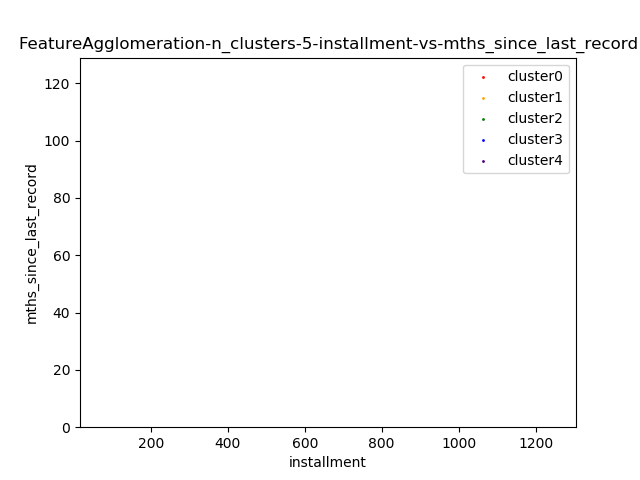 FeatureAgglomeration-n_clusters-5-installment-vs-mths_since_last_record
cluster0
cluster1
cluster2
cluster3
cluster4
mths_since_last_record
120
100
80
60
40
20
0
200 400 600 800 1000 1200
installment